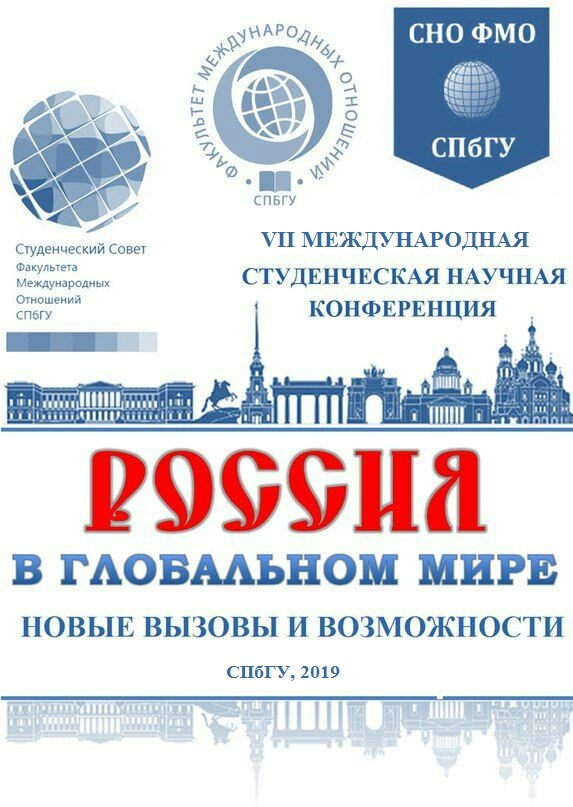 ФАКУЛЬТЕТ МЕЖДУНАРОДНЫХ ОТНОШЕНИЙ
СПБГУ
СНО ФМО
СПбГУ
Студенческий Совет
Факультета
Международных
Отношений
СПбГУ
VII МЕЖДУНАРОДНАЯ
СТУДЕНЧЕСКАЯ НАУЧНАЯ
КОНФЕРЕНЦИЯ
РОССИЯ
В ГЛОБАЛЬНОМ МИРЕ
НОВЫЕ ВЫЗОВЫ И ВОЗМОЖНОСТИ
СПбГУ, 2019